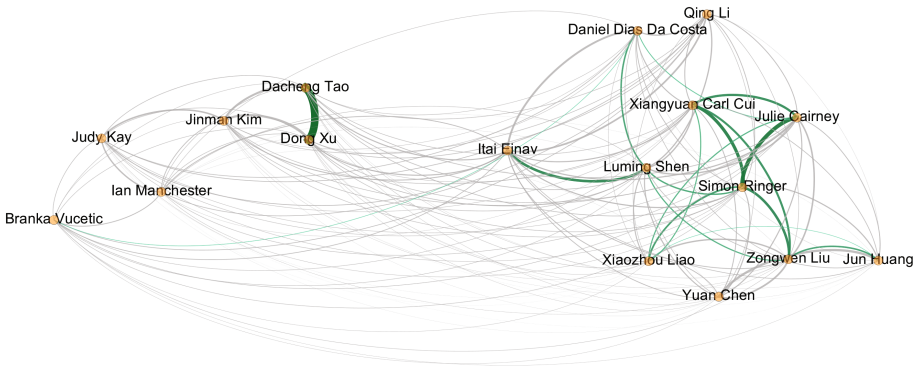 Qing Li
Daniel Dias Da Costa
Dacheng Tao
Xiangyuan Carl Cui
Jinman Kim
Julie Cairney
Judy Kay
Dong Xu
Itai Einav
Luming Shen
Ian Manchester
Simon Ringer
Branka Vucetic
Xiaozhou Liao
Zongwen Liu
Jun Huang
Yuan Chen